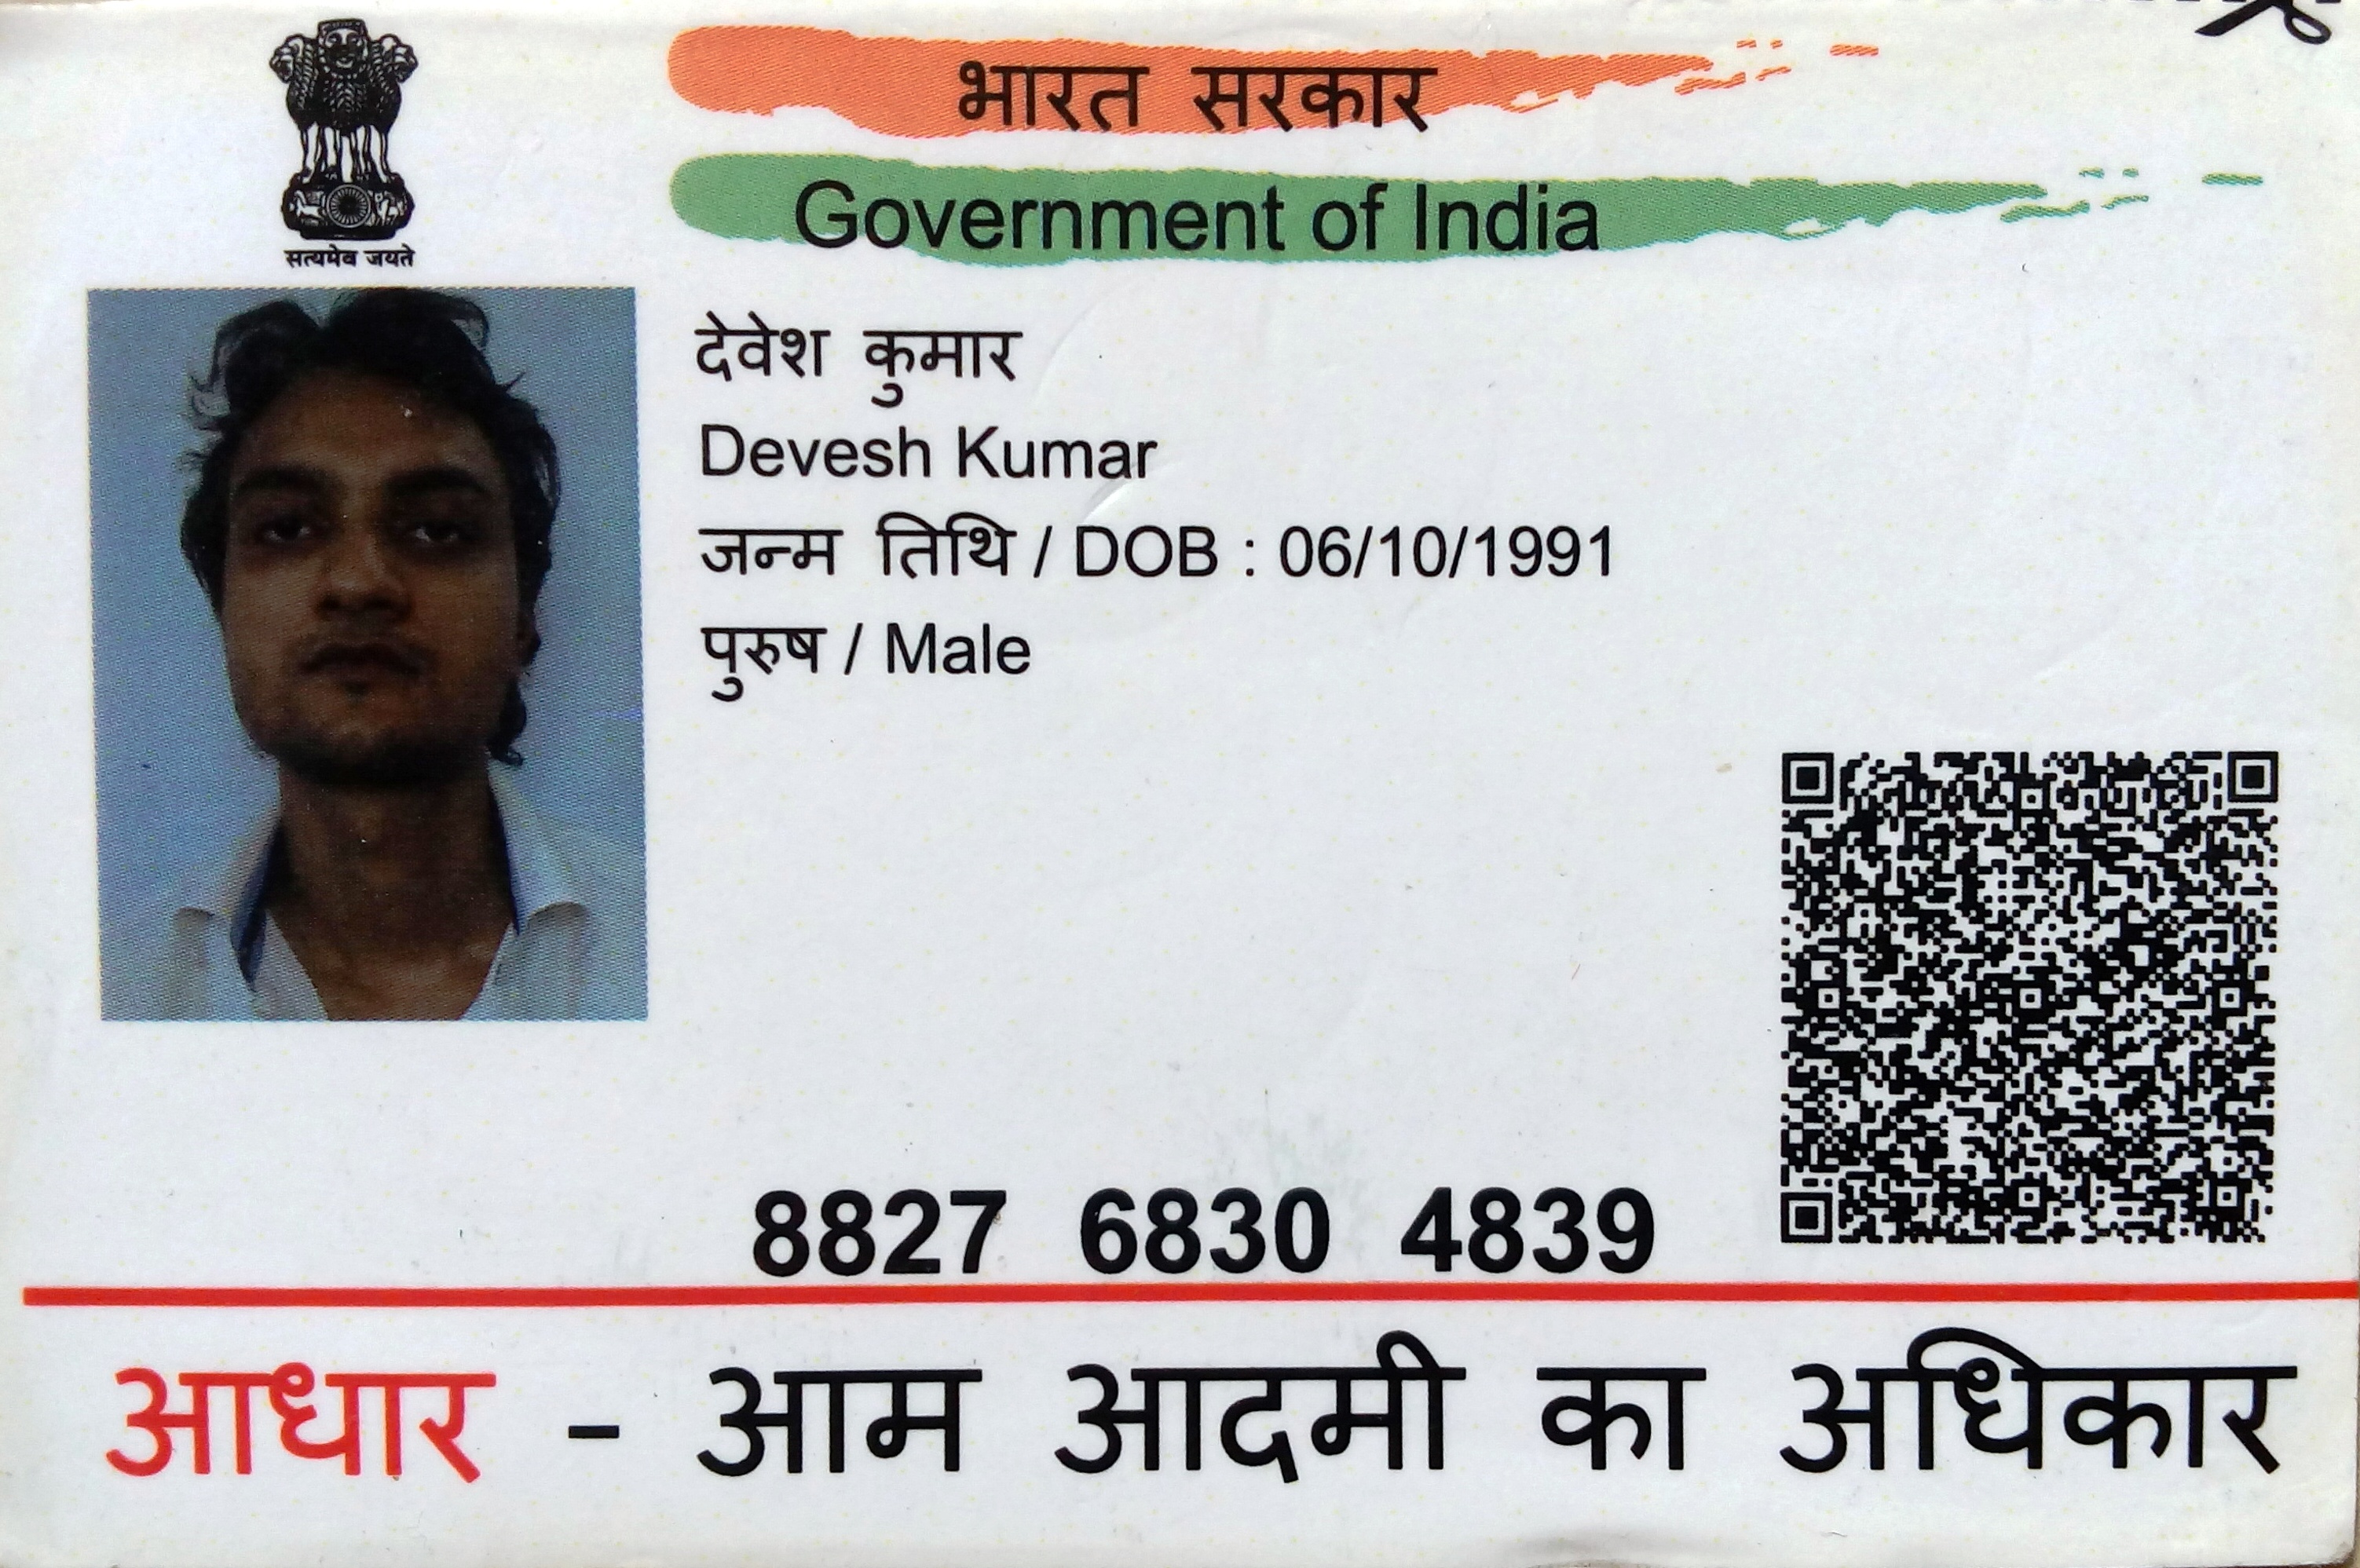 भारत सरकार
Government of India
सत्यमेव जयते
देवेश कुमार
Devesh Kumar
जन्म तिथि / DOB : 06/10/1991
पुरुष / Male
8827 6830 4839
आधार - आम आदमी का अधिकार